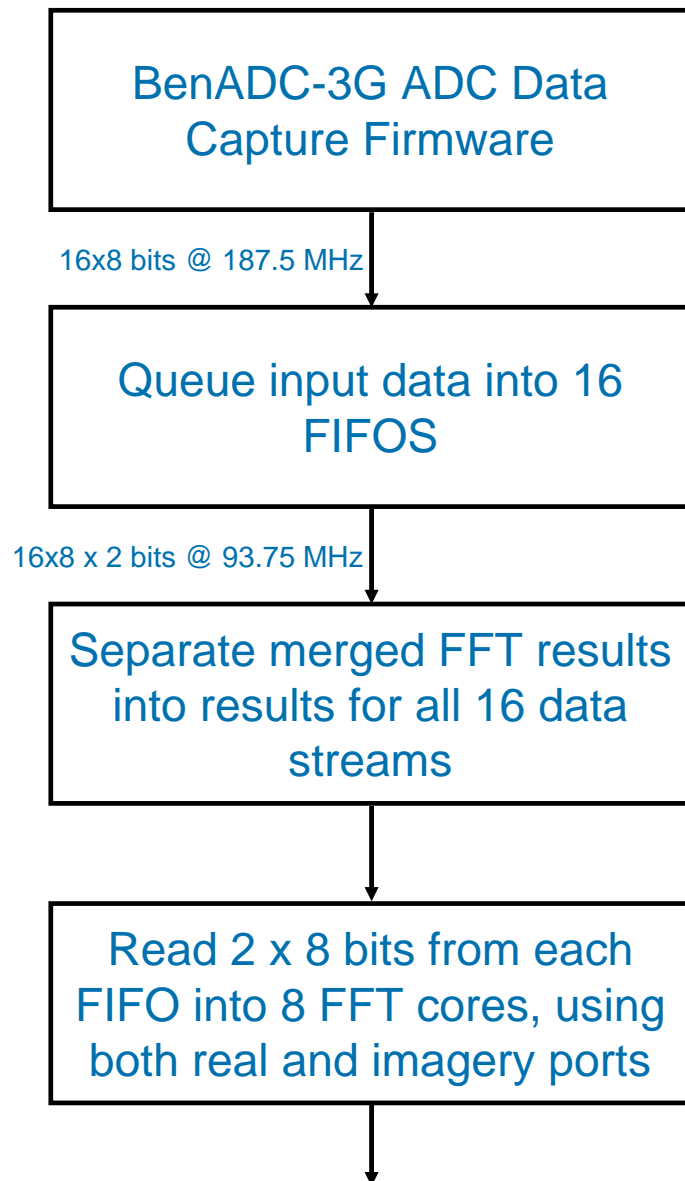 BenADC-3G ADC Data
Capture Firmware
16x8 bits @ 187.5 MHz
Queue input data into 16
FIFOS
16x8 x 2 bits @ 93.75 MHz
Separate merged FFT results
into results for all 16 data
streams
Read 2 x 8 bits from each
FIFO into 8 FFT cores, using
both real and imagery ports